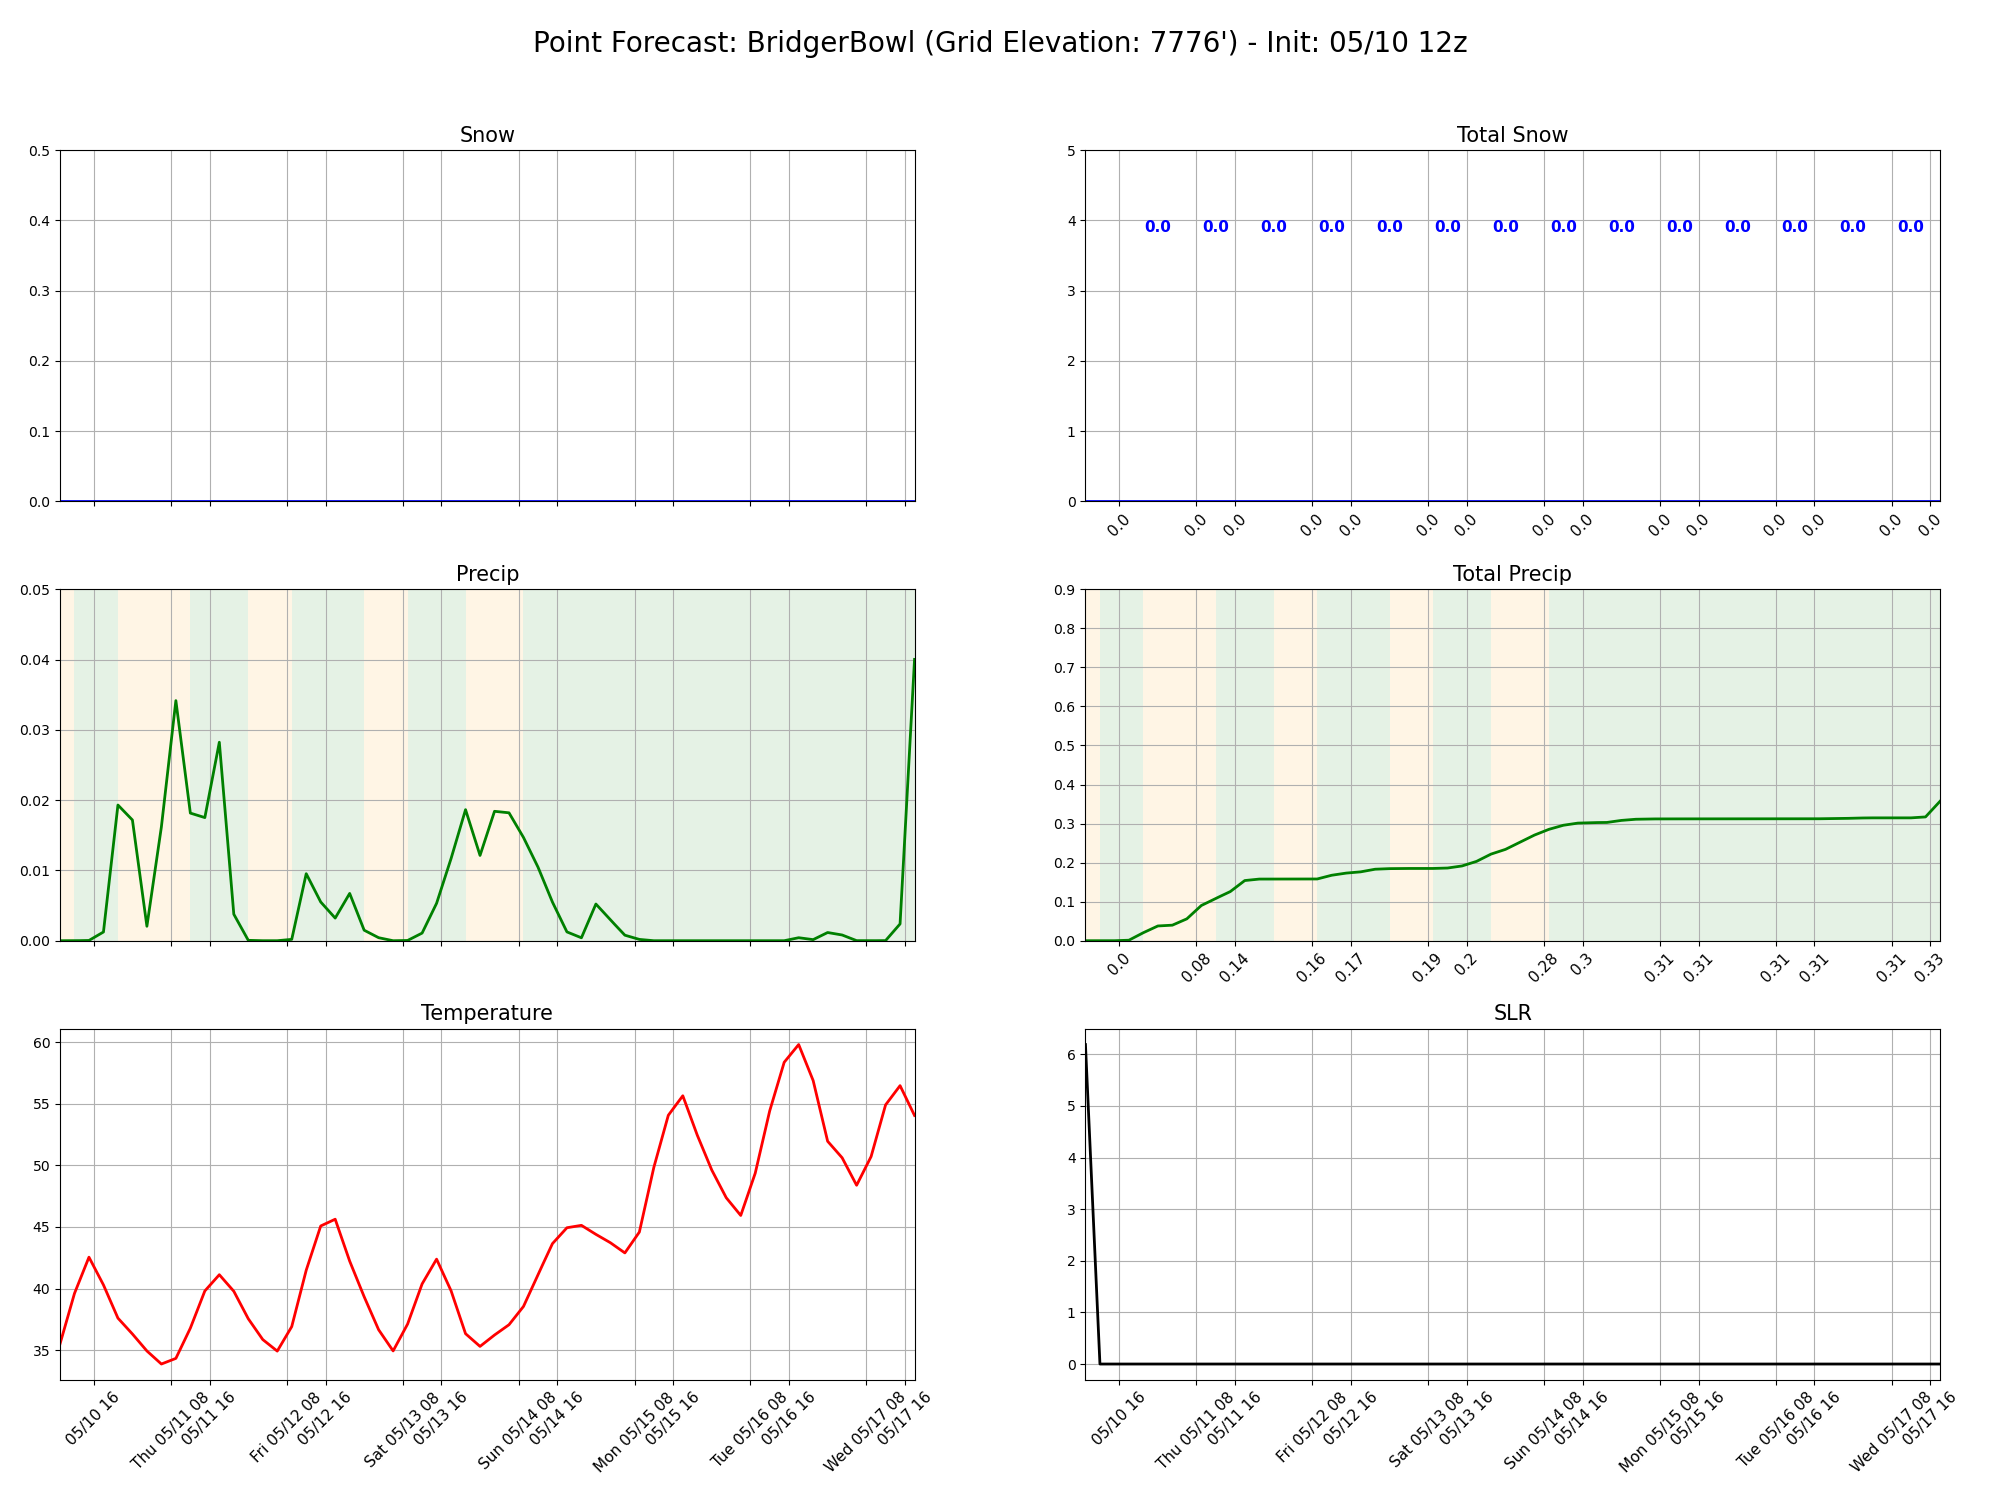 Point Forecast: BridgerBowl (Grid Elevation: 7776') - Init: 05/10 12z
Snow
0.5
0.4
0.3
0.2
0.1
0.0
Total Snow
5
4
3
2
1
0
0.0 0.0 0.0 0.0 0.0 0.0 0.0 0.0 0.0 0.0 0.0 0.0 0.0 0.0
0.0 0.0 0.0 0.0 0.0 0.0 0.0 0.0 0.0 0.0 0.0 0.0 0.0 0.0 0.0
Precip
0.05
0.04
0.03
0.02
0.01
0.00
Total Precip
0.9
0.8
0.7
0.6
0.5
0.4
0.3
0.2
0.1
0.0
0.0 0.08 0.14 0.16 0.17 0.19 0.2 0.28 0.3 0.31 0.31 0.31 0.31 0.31 0.33
Temperature
60
55
50
45
40
35
05/10 16
Thu 05/11 08
05/11 16
Fri 05/12 08
05/12 16
Sat 05/13 08
05/13 16
Sun 05/14 08
05/14 16
Mon 05/15 08
05/15 16
Tue 05/16 08
05/16 16
Wed 05/17 08
05/17 16
SLR
6
5
4
3
2
1
0
05/10 16
Thu 05/11 08
05/11 16
Fri 05/12 08
05/12 16
Sat 05/13 08
05/13 16
Sun 05/14 08
05/14 16
Mon 05/15 08
05/15 16
Tue 05/16 08
05/16 16
Wed 05/17 08
05/17 16